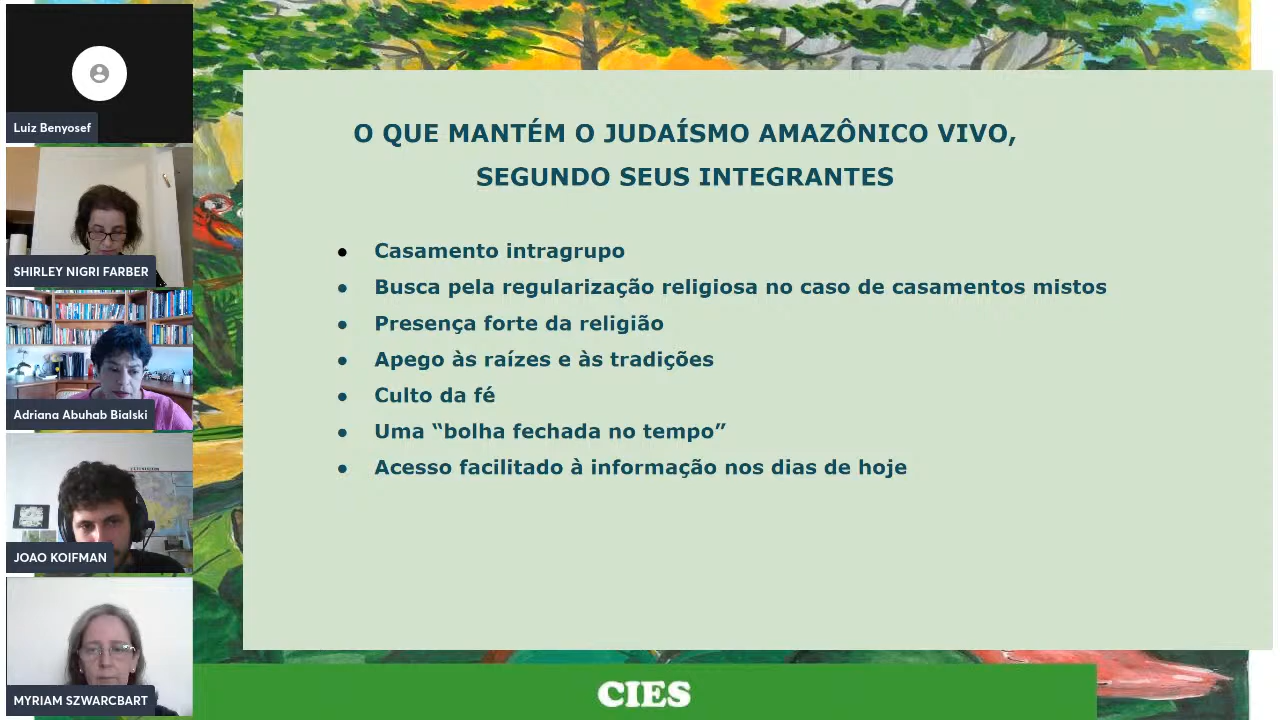 Luiz Benyosef
SHIRLEY NIGRI FARBER
Adriana Abuhab Bialski
JOAO KOIFMAN
MYRIAM SZWARCBART
O QUE MANTÉM O JUDAÍSMO AMAZÔNICO VIVO,
SEGUNDO SEUS INTEGRANTES
● Casamento intragrupo
● Busca pela regularização religiosa no caso de casamentos mistos
● Presença forte da religião
● Apego às raízes e às tradições
● Culto da fé
● Uma “bolha fechada no tempo”
● Acesso facilitado à informação nos dias de hoje
CIES